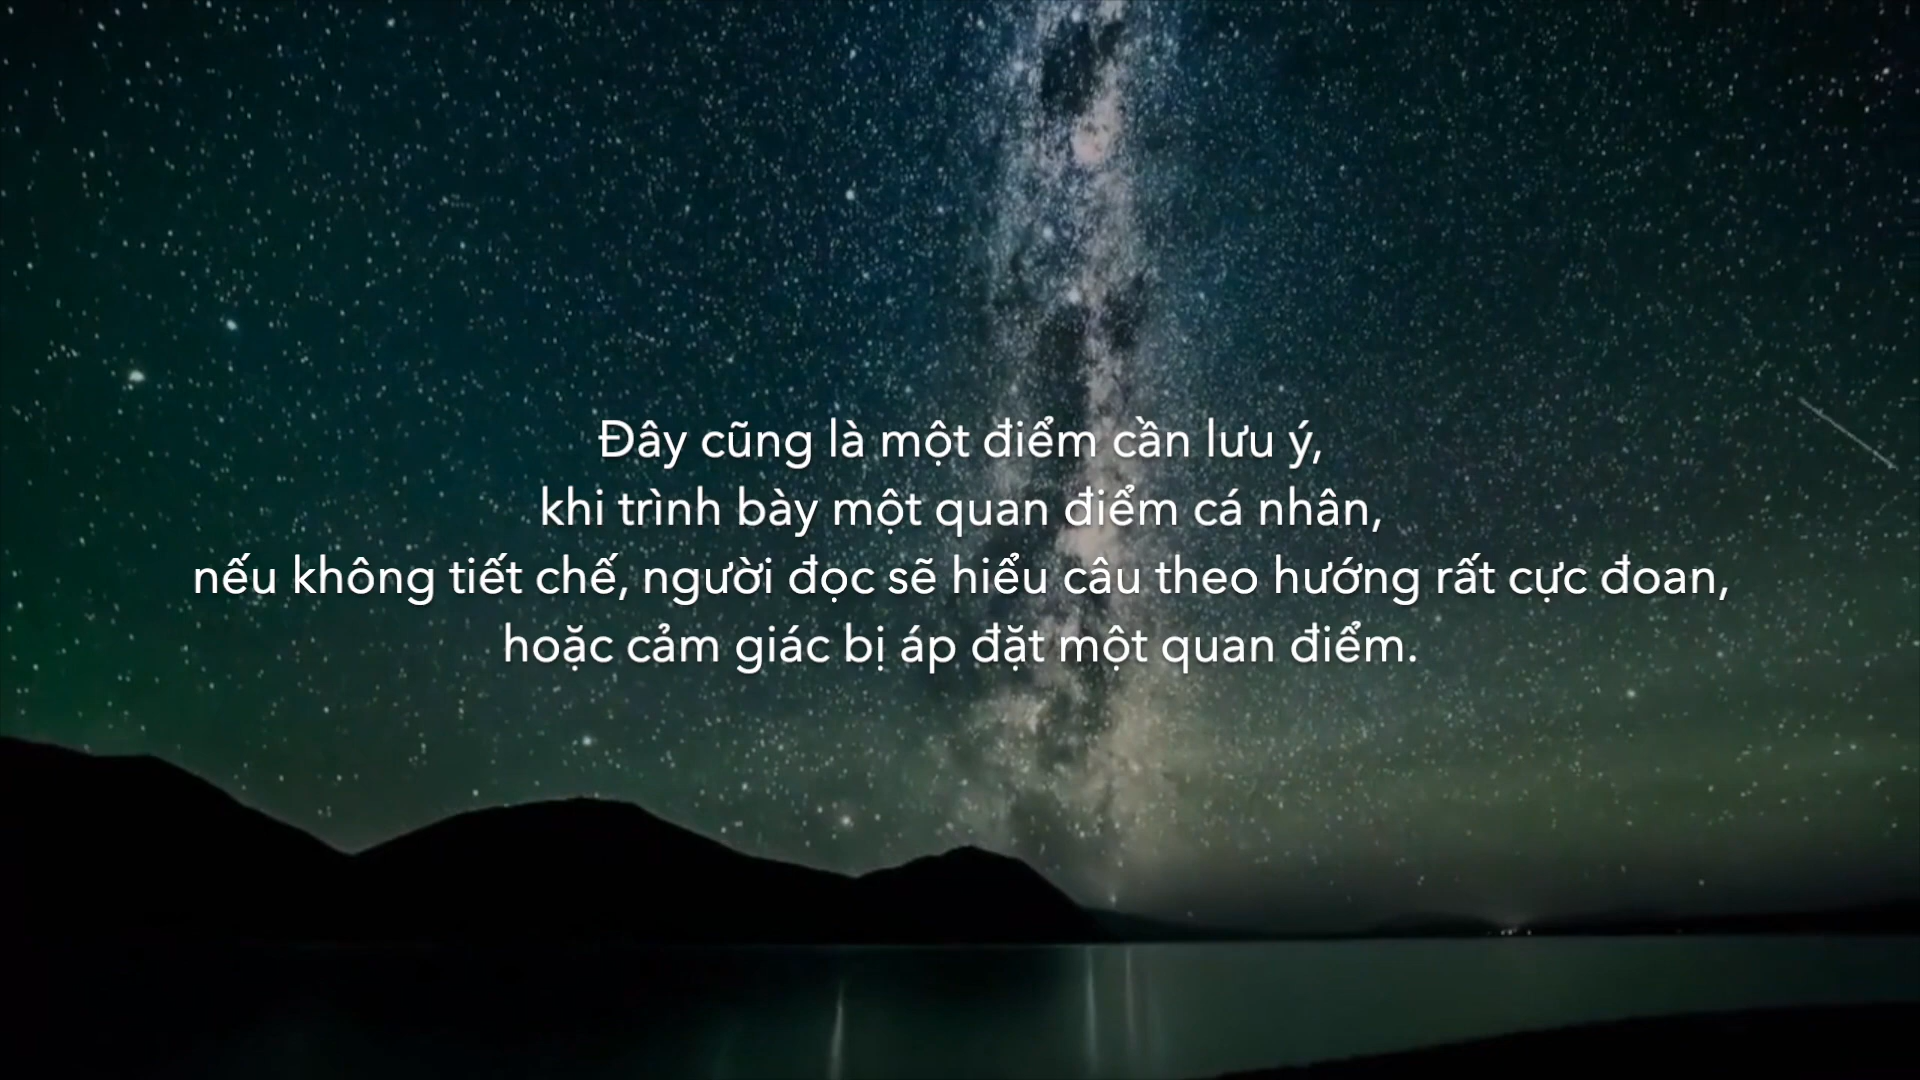 Đây cũng là một điểm cần lưu ý,
khi trình bày một quan điểm cá nhân,
nếu không tiết chế, người đọc sẽ hiểu câu theo hướng rất cực đoan,
hoặc cảm giác bị áp đặt một quan điểm.